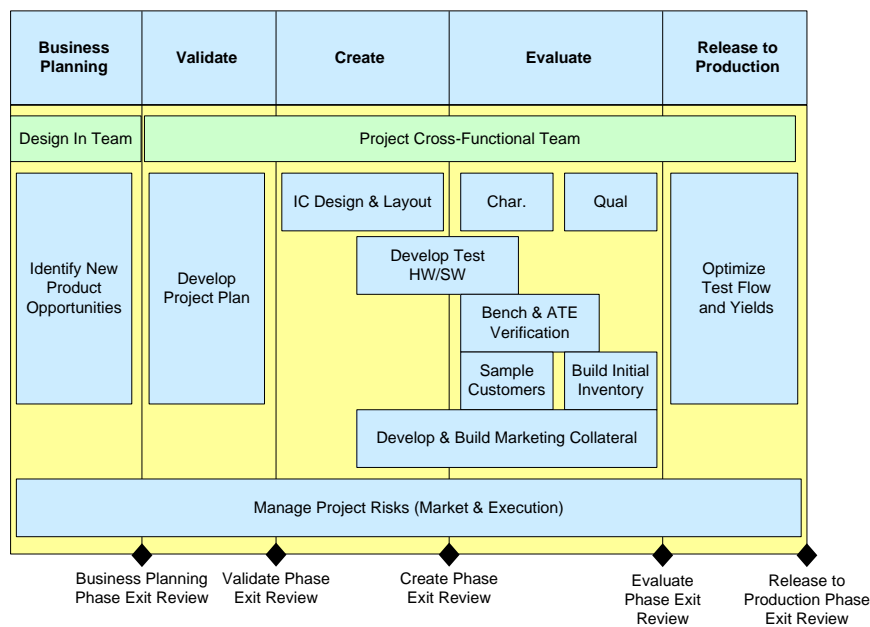 Business
Planning
Validate
Create
Evaluate
Release to
Production
Design In Team
Project Cross-Functional Team
Identify New
Product
Opportunities
Develop
Project Plan
IC Design & Layout
Char.
Qual
Develop Test
HW/SW
Bench & ATE
Verification
Sample
Customers
Build Initial
Inventory
Develop & Build Marketing Collateral
Optimize
Test Flow
and Yields
Manage Project Risks (Market & Execution)
Business Planning
Phase Exit Review
Validate Phase
Exit Review
Create Phase
Exit Review
Evaluate
Phase Exit
Review
Release to
Production Phase
Exit Review